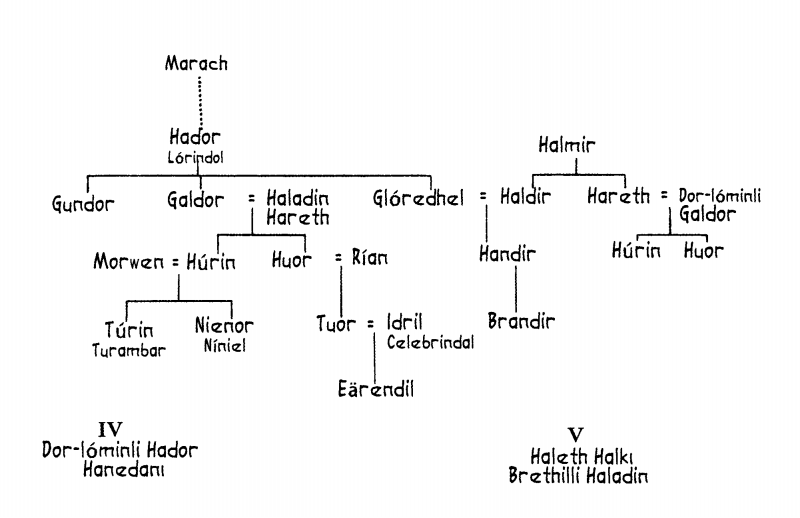 Marach
Hador
Lórindol
Halmir
Gundor
Galdor = Haladin
Hareth
Glóredhel = Haldir
Hareth = Dor-lóminli
Galdor
Morwen = Húrin
Huor = Rían
Handir
Húrin
Huor
Túrin
Turambar
Nienor
Níniel
Tuor = Idril
Celebrindal
Brandir
Eärendil
IV
Dor-lóminli Hador
Hanedanı
V
Haleth Halkı
Brethilli Haladin